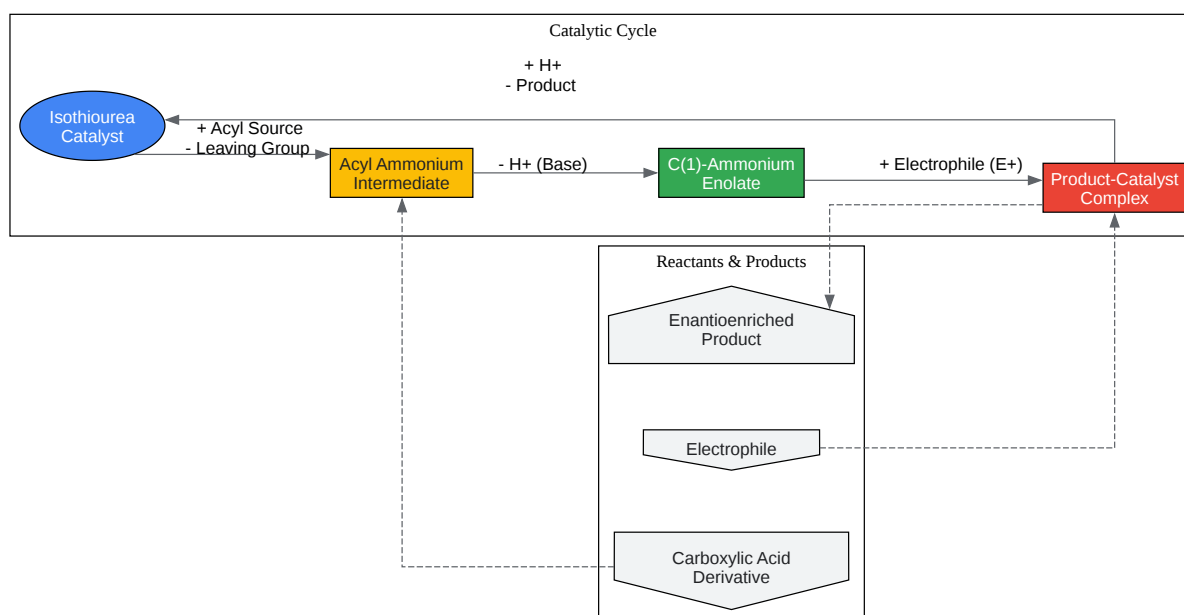 Catalytic Cycle
+ H+
- Product
Isothiourea
Catalyst
+ Acyl Source
- Leaving Group
Acyl Ammonium
Intermediate
- H+ (Base)
C(1)-Ammonium
Enolate
+ Electrophile (E+)
Product-Catalyst
Complex
Reactants & Products
Enantioenriched
Product
Electrophile
Carboxylic Acid
Derivative